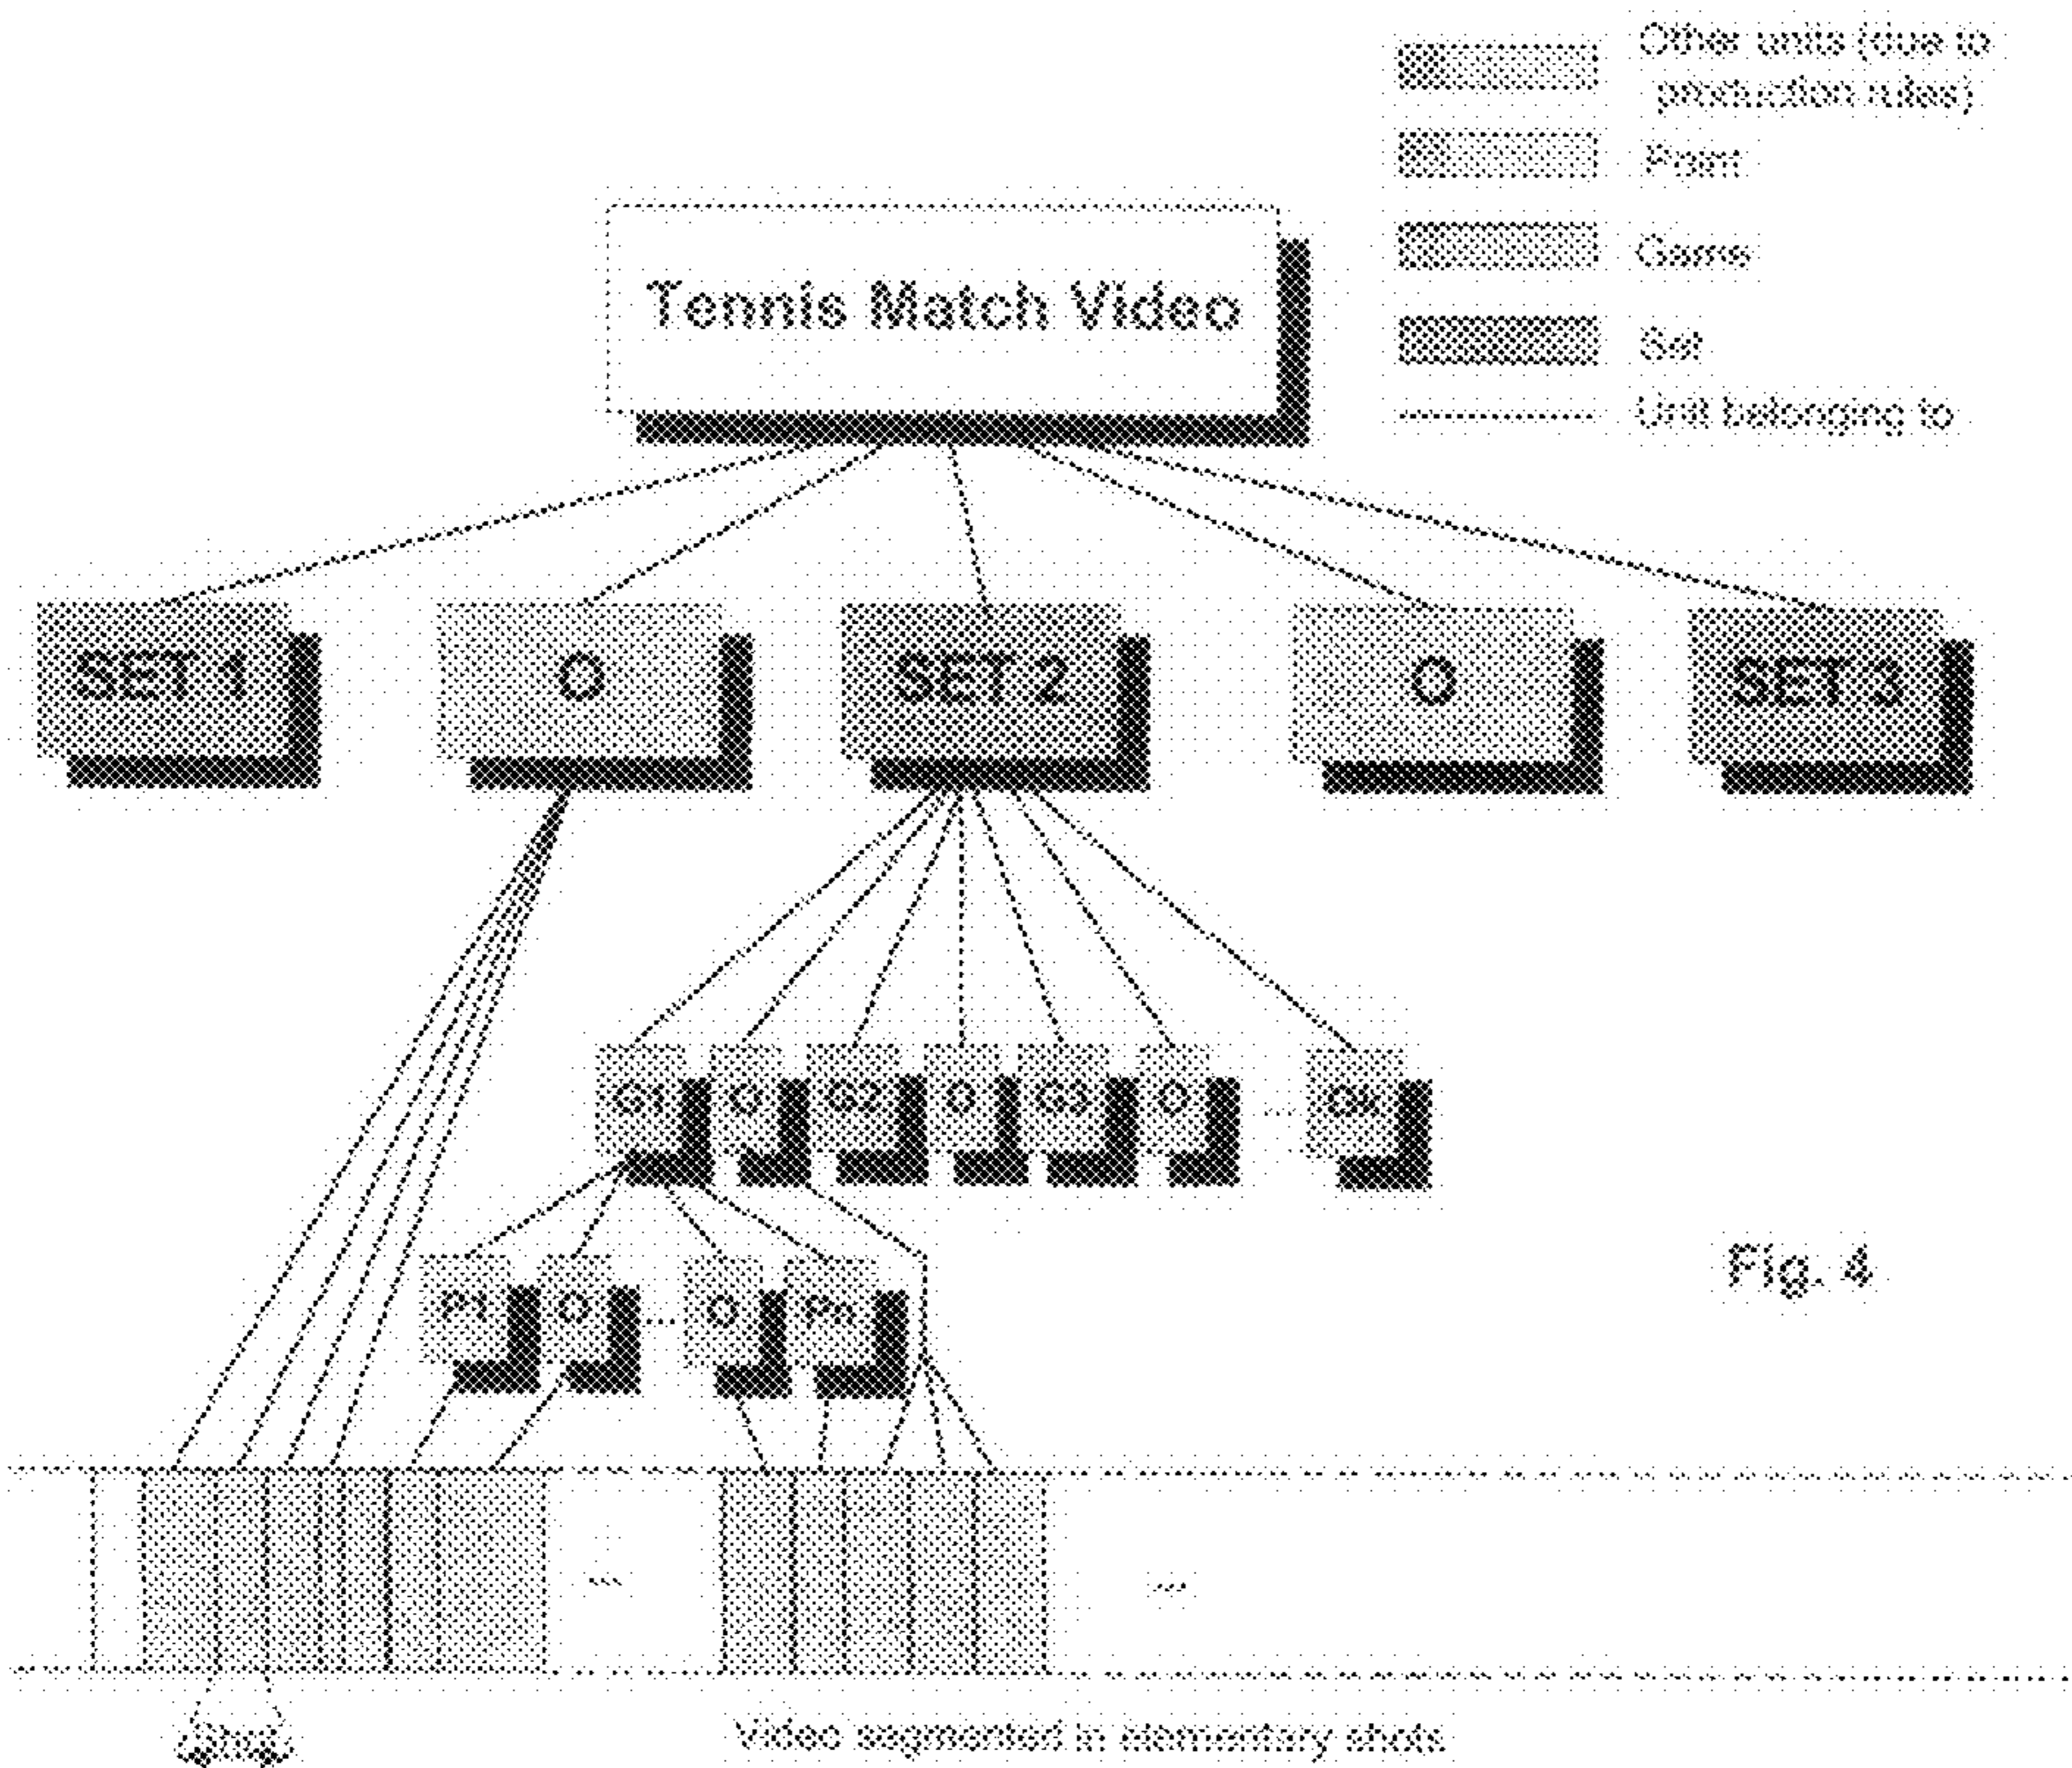 Other units (due to
production rules)
Point
Game
Set
Unit belonging to
Tennis Match Video
SET 1
O
SET 2
O
SET 3
G1 O G2 O G3 O ...
P1 O ... O Pn
Fig. 4
... ...
Shot
Video segmented in elementary shots